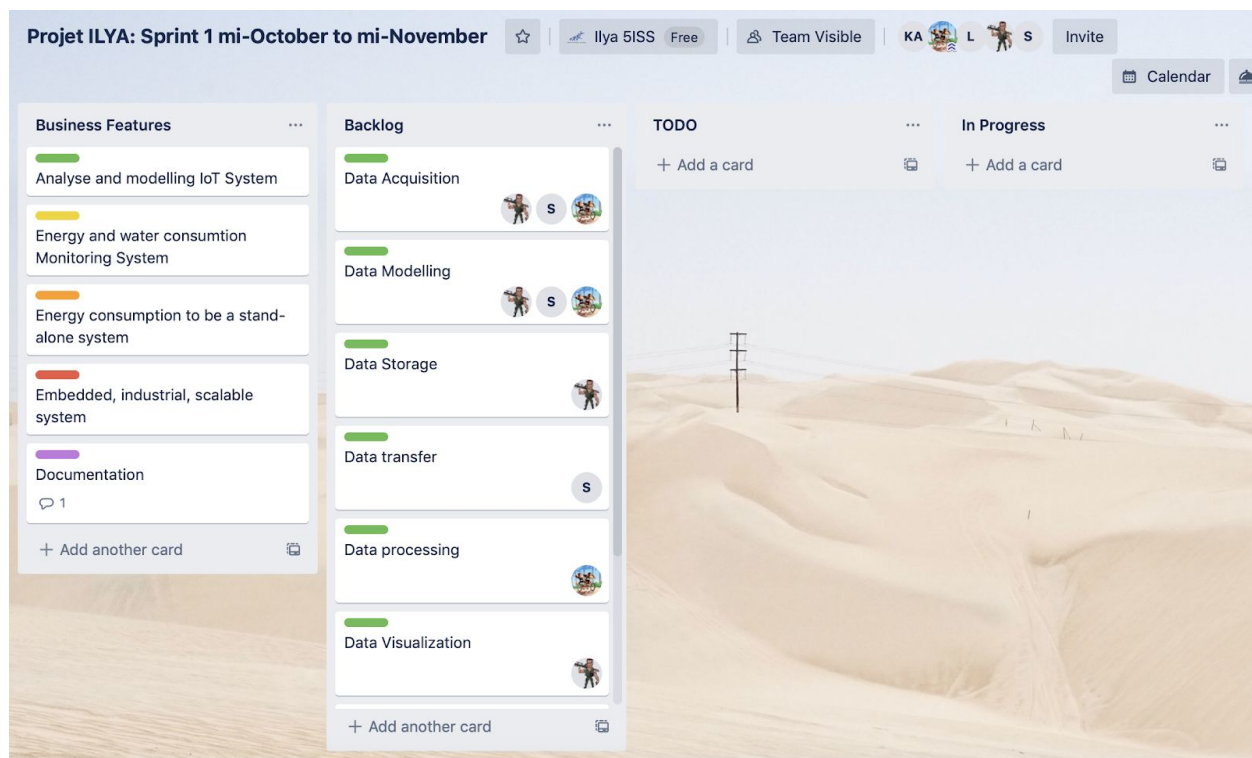 Projet ILYA: Sprint 1 mi-October to mi-November
Ilya 5ISS Free
Team Visible
KA
L
S
Invite
Calendar
Business Features
Analyse and modelling IoT System
Energy and water consumtion
Monitoring System
Energy consumption to be a stand-
alone system
Embedded, industrial, scalable
system
Documentation
1
+ Add another card
Backlog
Data Acquisition
S
Data Modelling
S
Data Storage
Data transfer
S
Data processing
Data Visualization
+ Add another card
TODO
+ Add a card
In Progress
+ Add a card